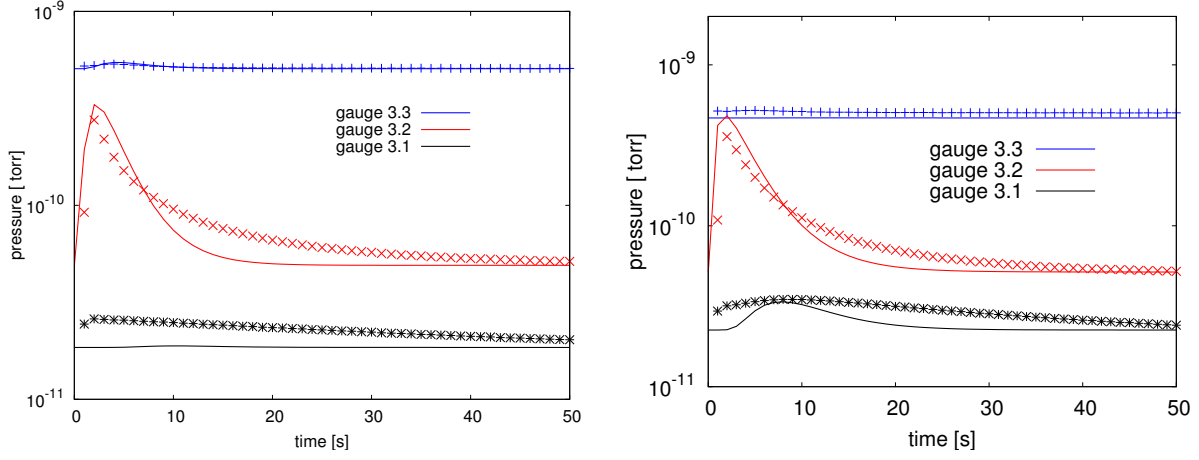 10-9
10-10
10-11
pressure [ torr]
gauge 3.3
gauge 3.2
gauge 3.1
0 10 20 30 40 50
time [s]
10-9
10-10
10-11
pressure [ torr]
gauge 3.3
gauge 3.2
gauge 3.1
0 10 20 30 40 50
time [s]